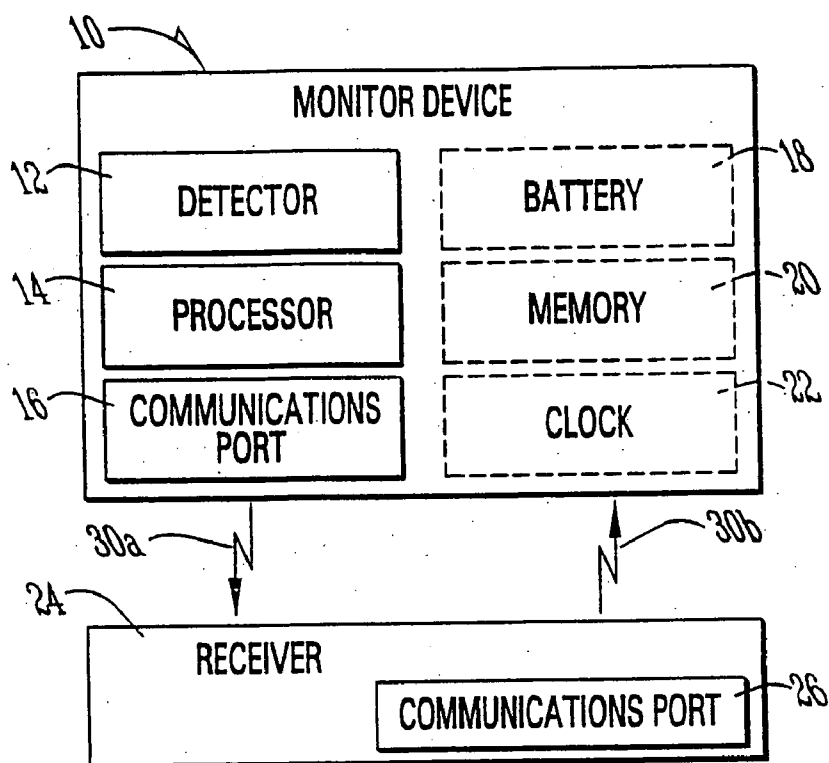 10
MONITOR DEVICE
12
DETECTOR
BATTERY
18
14
PROCESSOR
MEMORY
20
16
COMMUNICATIONS
PORT
CLOCK
22
30a
30b
24
RECEIVER
COMMUNICATIONS PORT
26